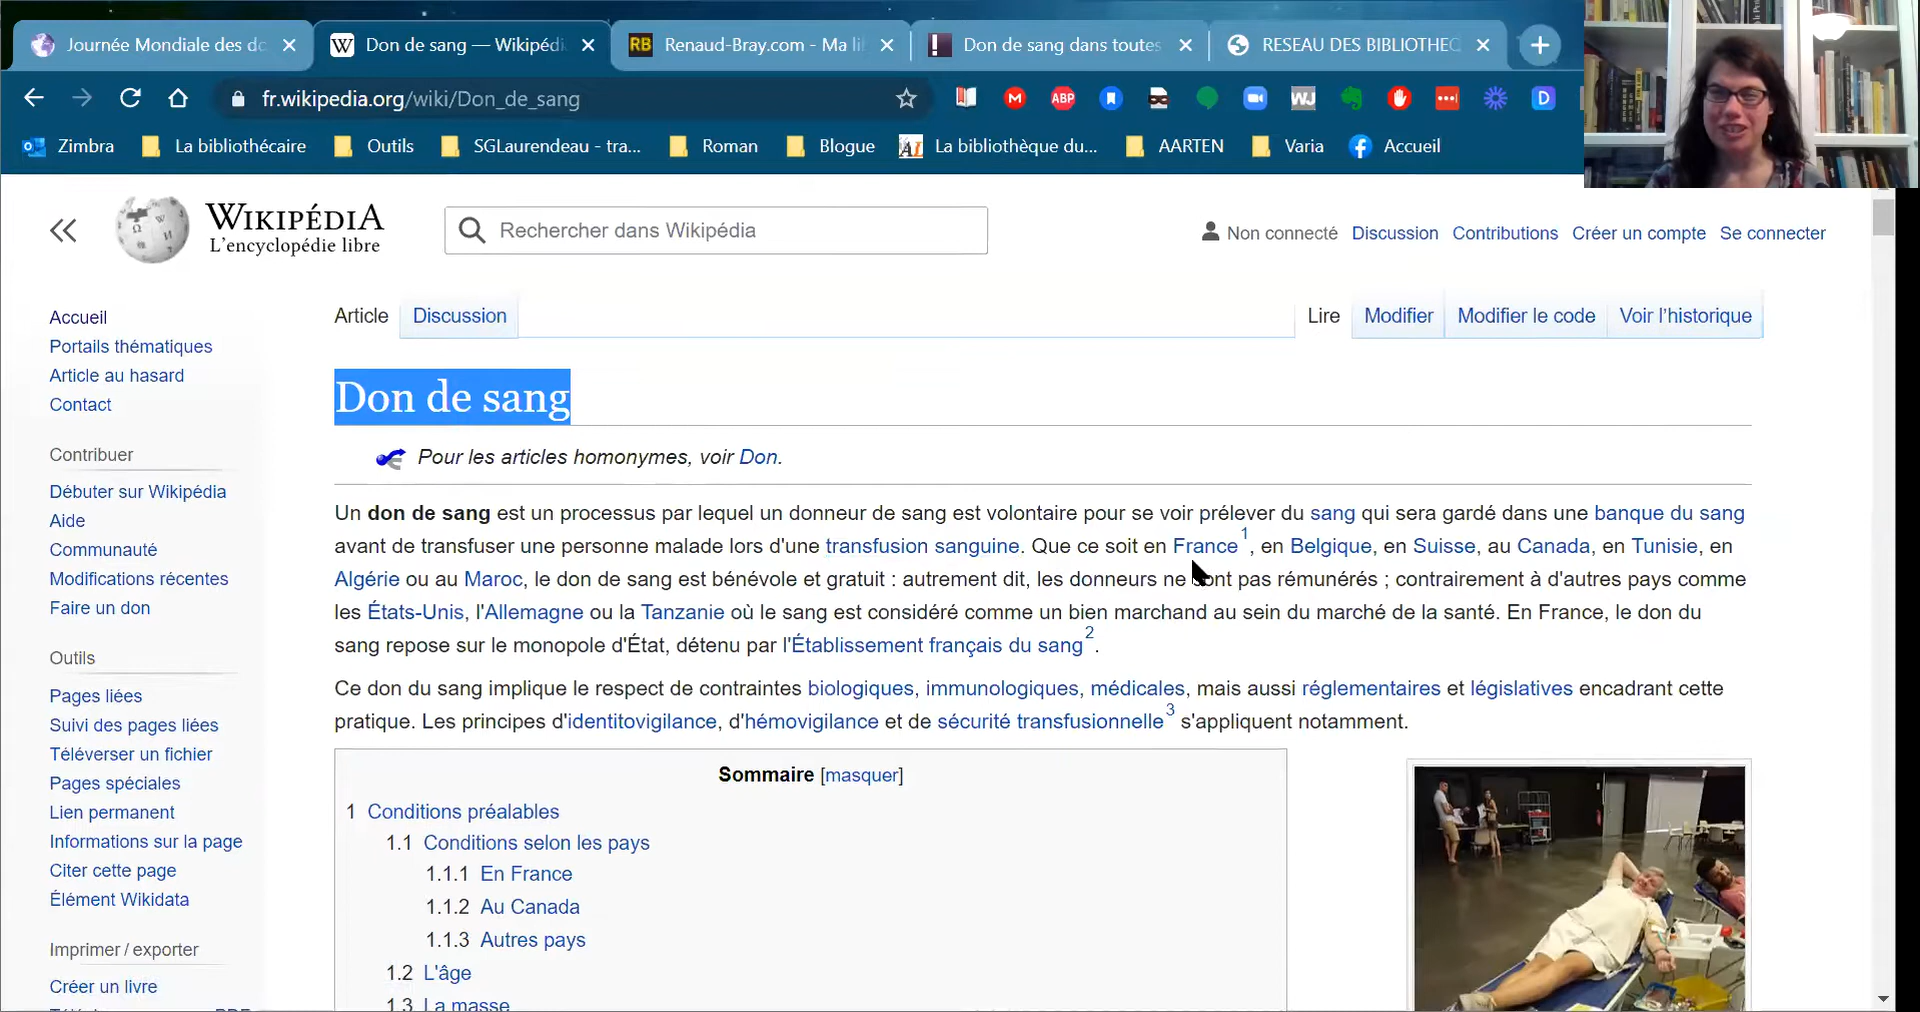 Journée Mondiale des do
Don de sang — Wikipédi
RB Renaud-Bray.com - Ma li
Don de sang dans toutes
RESEAU DES BIBLIOTHEC
fr.wikipedia.org/wiki/Don_de_sang
ABP
WJ
D
Zimbra
La bibliothécaire
Outils
SGLaurendeau - tra...
Roman
Blogue
La bibliothèque du...
AARTEN
Varia
Accueil
WIKIPÉDIA
L'encyclopédie libre
Rechercher dans Wikipédia
Non connecté Discussion Contributions Créer un compte Se connecter
Accueil
Portails thématiques
Article au hasard
Contact
Contribuer
Débuter sur Wikipédia
Aide
Communauté
Modifications récentes
Faire un don
Outils
Pages liées
Suivi des pages liées
Téléverser un fichier
Pages spéciales
Lien permanent
Informations sur la page
Citer cette page
Élément Wikidata
Imprimer / exporter
Créer un livre
Article Discussion Lire Modifier Modifier le code Voir l'historique
Don de sang
Pour les articles homonymes, voir Don.
Un don de sang est un processus par lequel un donneur de sang est volontaire pour se voir prélever du sang qui sera gardé dans une banque du sang
avant de transfuser une personne malade lors d'une transfusion sanguine. Que ce soit en France1, en Belgique, en Suisse, au Canada, en Tunisie, en
Algérie ou au Maroc, le don de sang est bénévole et gratuit : autrement dit, les donneurs ne sont pas rémunérés ; contrairement à d'autres pays comme
les États-Unis, l'Allemagne ou la Tanzanie où le sang est considéré comme un bien marchand au sein du marché de la santé. En France, le don du
sang repose sur le monopole d'État, détenu par l'Établissement français du sang2.
Ce don du sang implique le respect de contraintes biologiques, immunologiques, médicales, mais aussi réglementaires et législatives encadrant cette
pratique. Les principes d'identitovigilance, d'hémovigilance et de sécurité transfusionnelle3 s'appliquent notamment.
Sommaire [masquer]
1 Conditions préalables
1.1 Conditions selon les pays
1.1.1 En France
1.1.2 Au Canada
1.1.3 Autres pays
1.2 L'âge
1.3 La masse